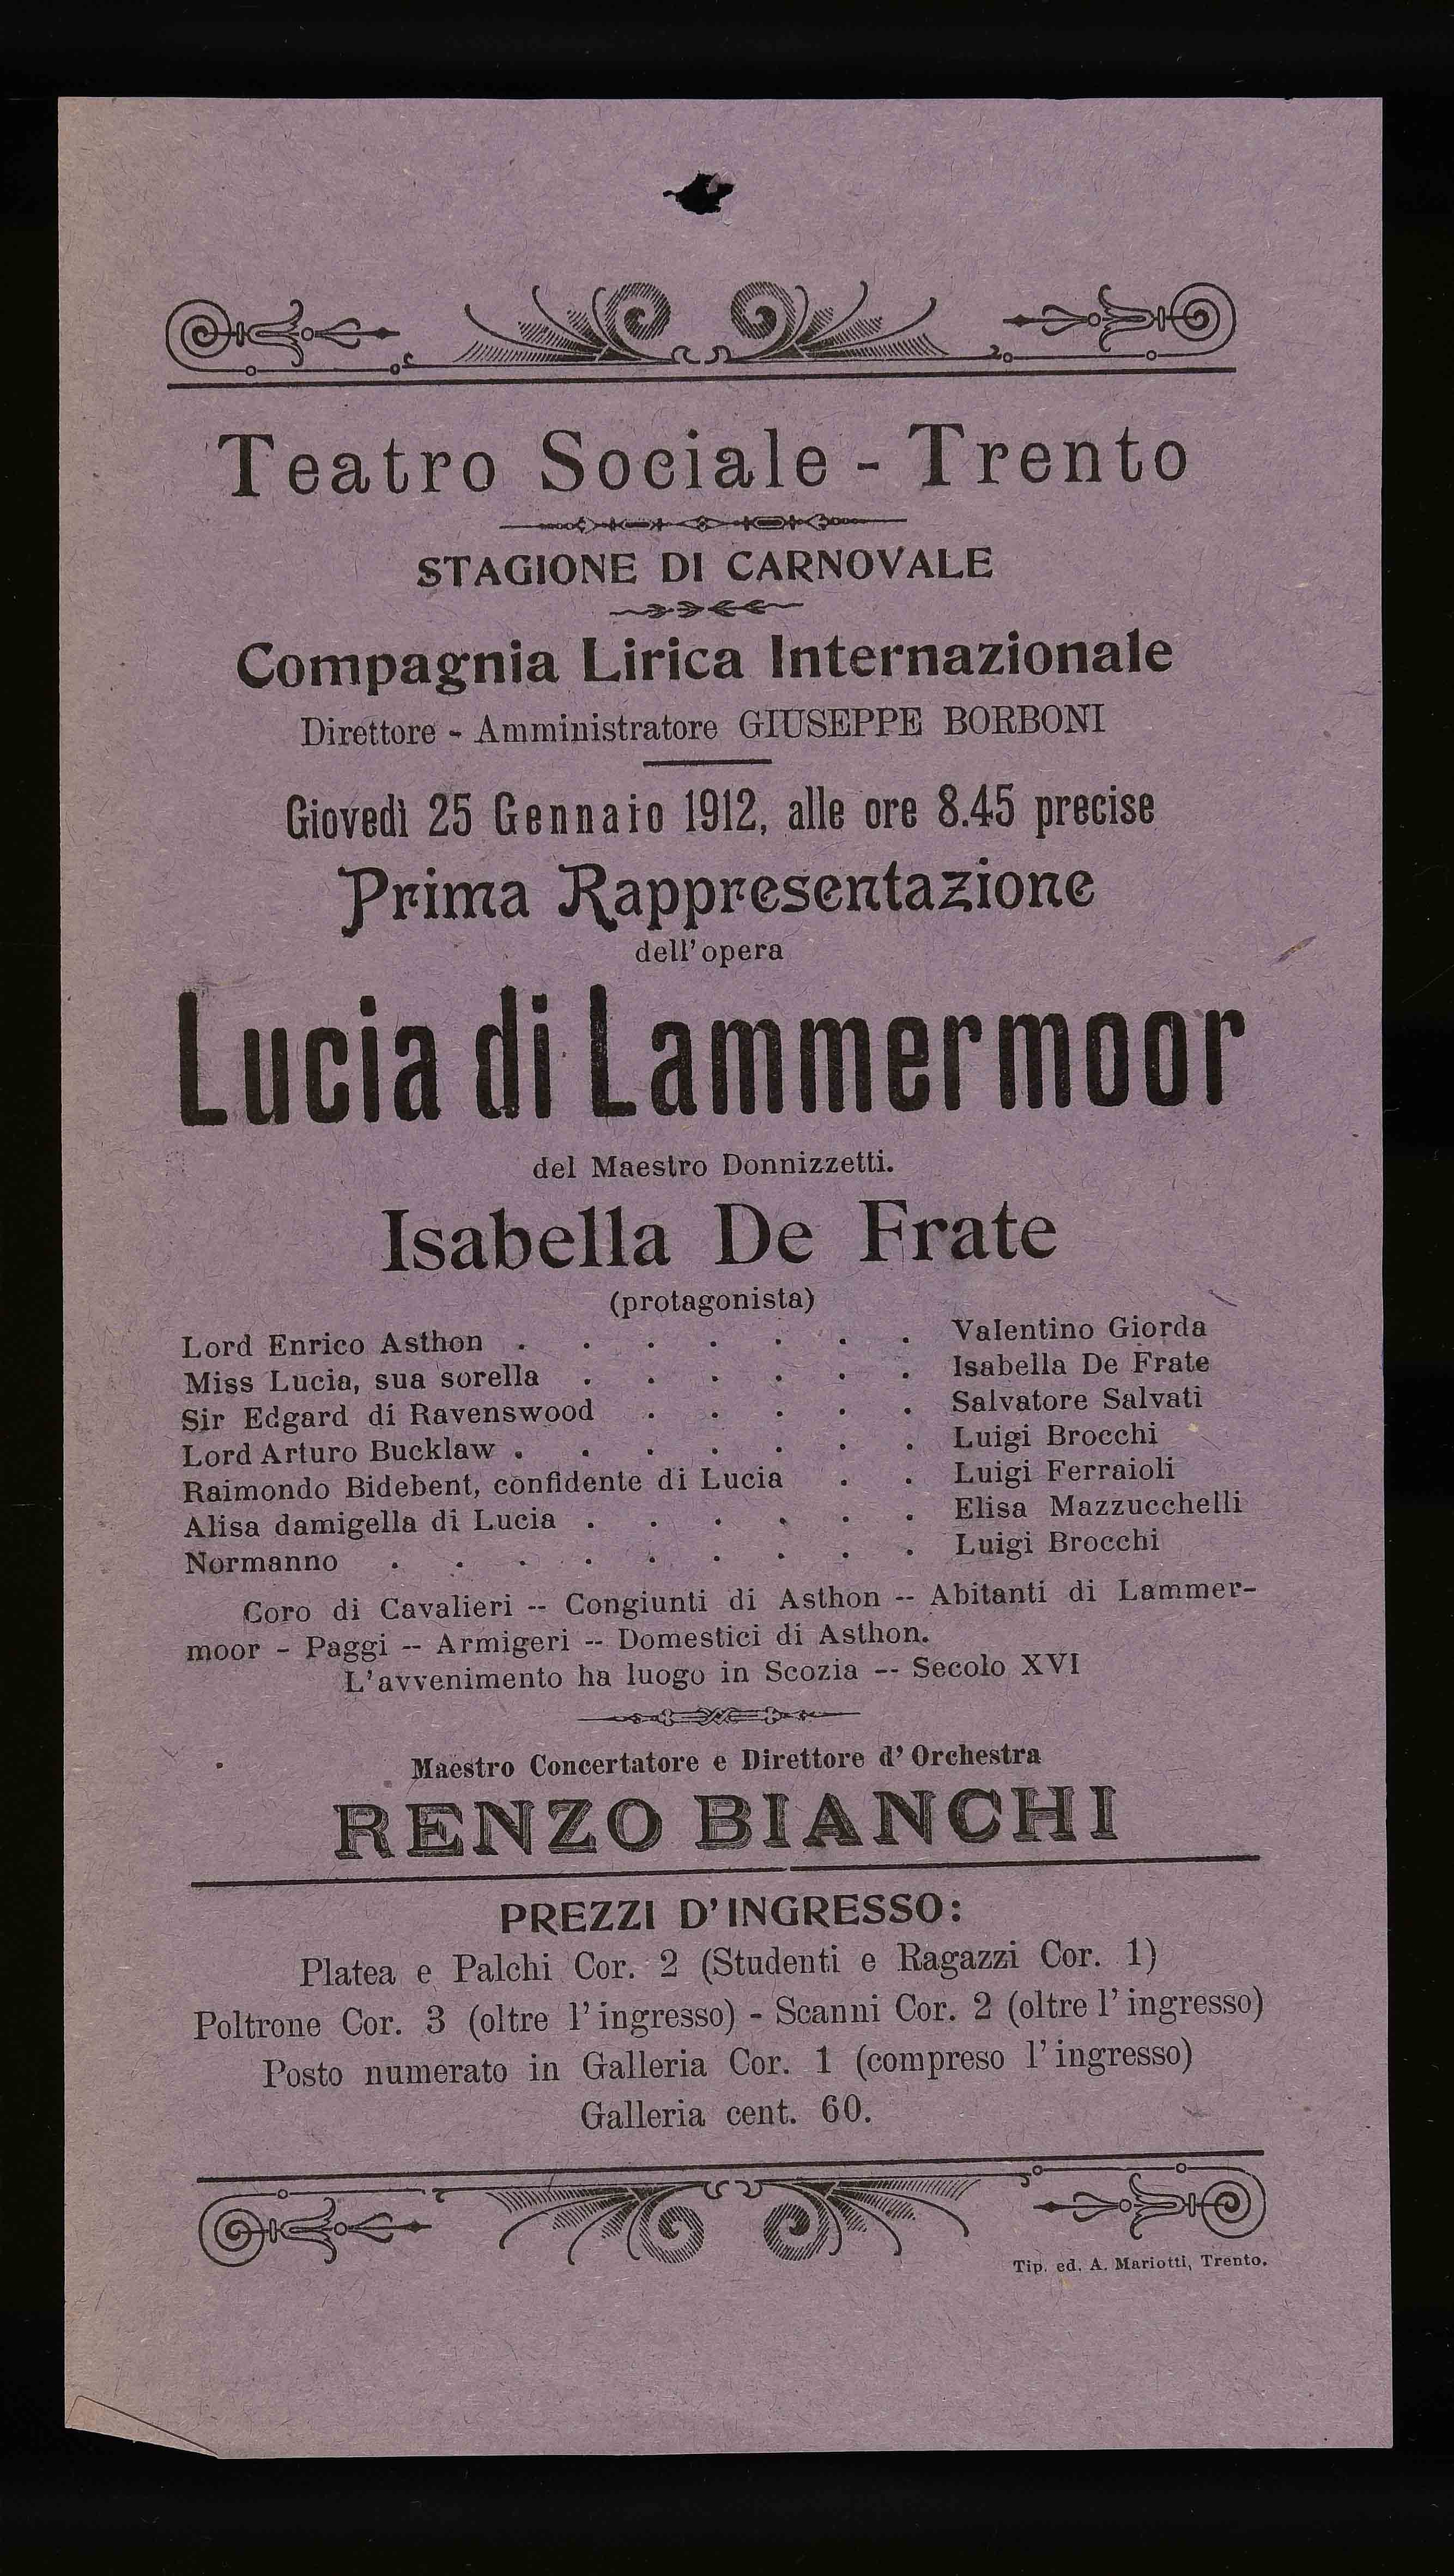 Teatro Sociale - Trento
STAGIONE DI CARNOVALE
Compagnia Lirica Internazionale
Direttore - Amministratore GIUSEPPE BORBONI
Giovedì 25 Gennaio 1912, alle ore 8.45 precise
Prima Rappresentazione
dell'opera
Lucia di Lammermoor
del Maestro Donnizzetti.
Isabella De Frate
(protagonista)
Lord Enrico Asthon . . . . . . . Valentino Giorda
Miss Lucia, sua sorella . . . . . . Isabella De Frate
Sir Edgard di Ravenswood . . . . . Salvatore Salvati
Lord Arturo Bucklaw . . . . . . . Luigi Brocchi
Raimondo Bidebent, confidente di Lucia . . Luigi Ferraioli
Alisa damigella di Lucia . . . . . . Elisa Mazzucchelli
Normanno . . . . . . . . . Luigi Brocchi
Coro di Cavalieri -- Congiunti di Asthon -- Abitanti di Lammer-
moor - Paggi -- Armigeri -- Domestici di Asthon.
L'avvenimento ha luogo in Scozia -- Secolo XVI
Maestro Concertatore e Direttore d'Orchestra
RENZO BIANCHI
PREZZI D'INGRESSO:
Platea e Palchi Cor. 2 (Studenti e Ragazzi Cor. 1)
Poltrone Cor. 3 (oltre l'ingresso) - Scanni Cor. 2 (oltre l'ingresso)
Posto numerato in Galleria Cor. 1 (compreso l'ingresso)
Galleria cent. 60.
Tip. ed. A. Mariotti, Trento.